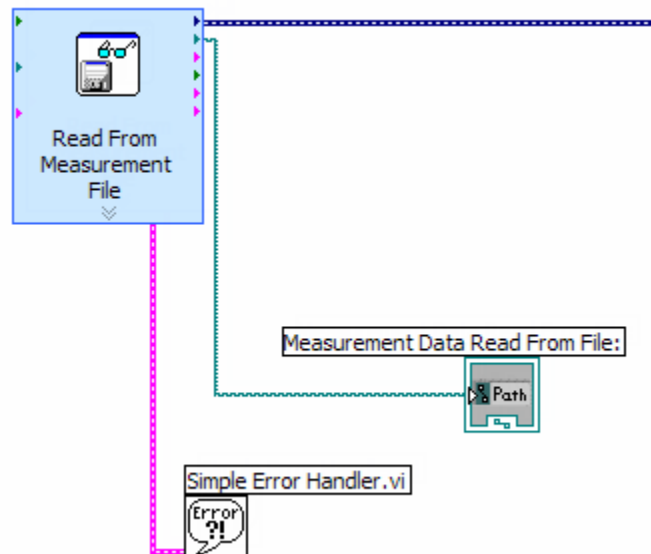 Read From
Measurement
File
Measurement Data Read From File:
Path
Simple Error Handler.vi
Error
?!